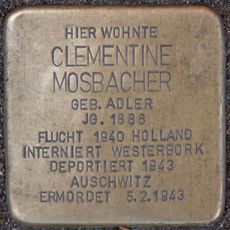 HIER WOHNTE
CLEMENTINE
MOSBACHER
GEB. ADLER
JG. 1886
FLUCHT 1940 HOLLAND
INTERNIERT WESTERBORK
DEPORTIERT 1943
AUSCHWITZ
ERMORDET 5.2.1943